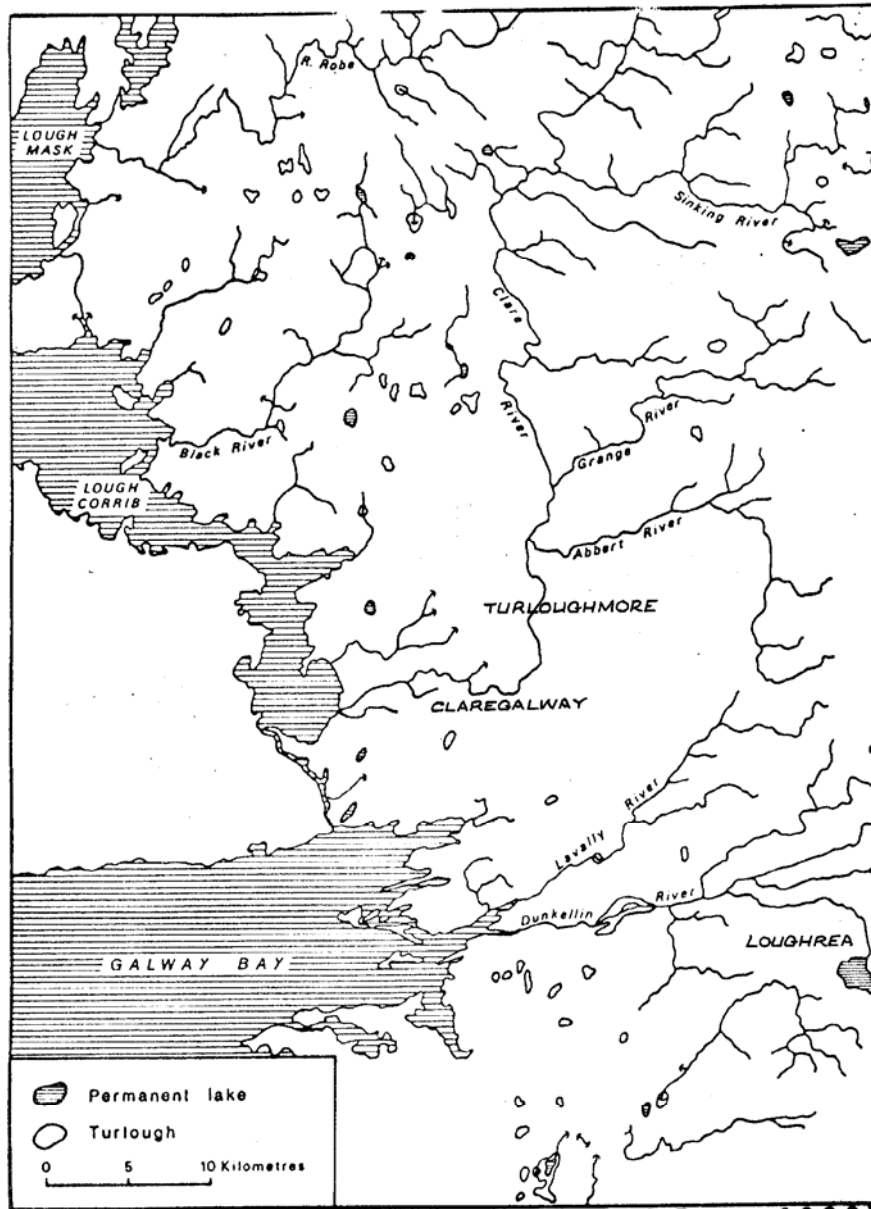 R. Robe
LOUGH
MASK
Sinking River
Clare
River
Grange River
Black River
LOUGH
CORRIB
Abbert River
TURLOUGHMORE
CLAREGALWAY
Lavally River
Dunkellin River
LOUGHREA
GALWAY BAY
Permanent lake
Turlough
0 5 10 Kilometres